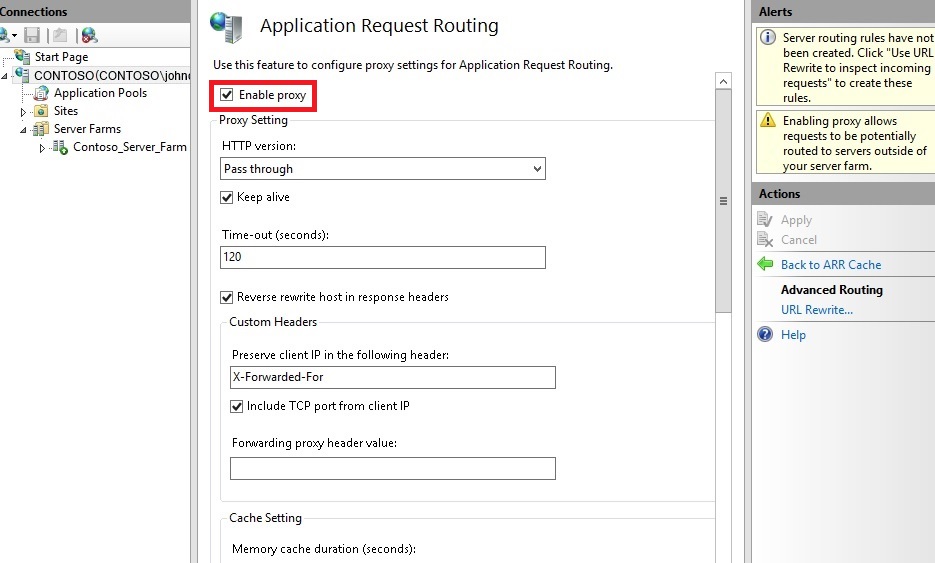 Connections
Start Page
CONTOSO(CONTOSO\johnd
Application Pools
Sites
Server Farms
Contoso_Server_Farm
Application Request Routing
Use this feature to configure proxy settings for Application Request Routing.
Enable proxy
Proxy Setting
HTTP version:
Pass through
Keep alive
Time-out (seconds):
120
Reverse rewrite host in response headers
Custom Headers
Preserve client IP in the following header:
X-Forwarded-For
Include TCP port from client IP
Forwarding proxy header value:
Cache Setting
Memory cache duration (seconds):
Alerts
Server routing rules have not
been created. Click "Use URL
Rewrite to inspect incoming
requests" to create these
rules.
Enabling proxy allows
requests to be potentially
routed to servers outside of
your server farm.
Actions
Apply
Cancel
Back to ARR Cache
Advanced Routing
URL Rewrite...
Help